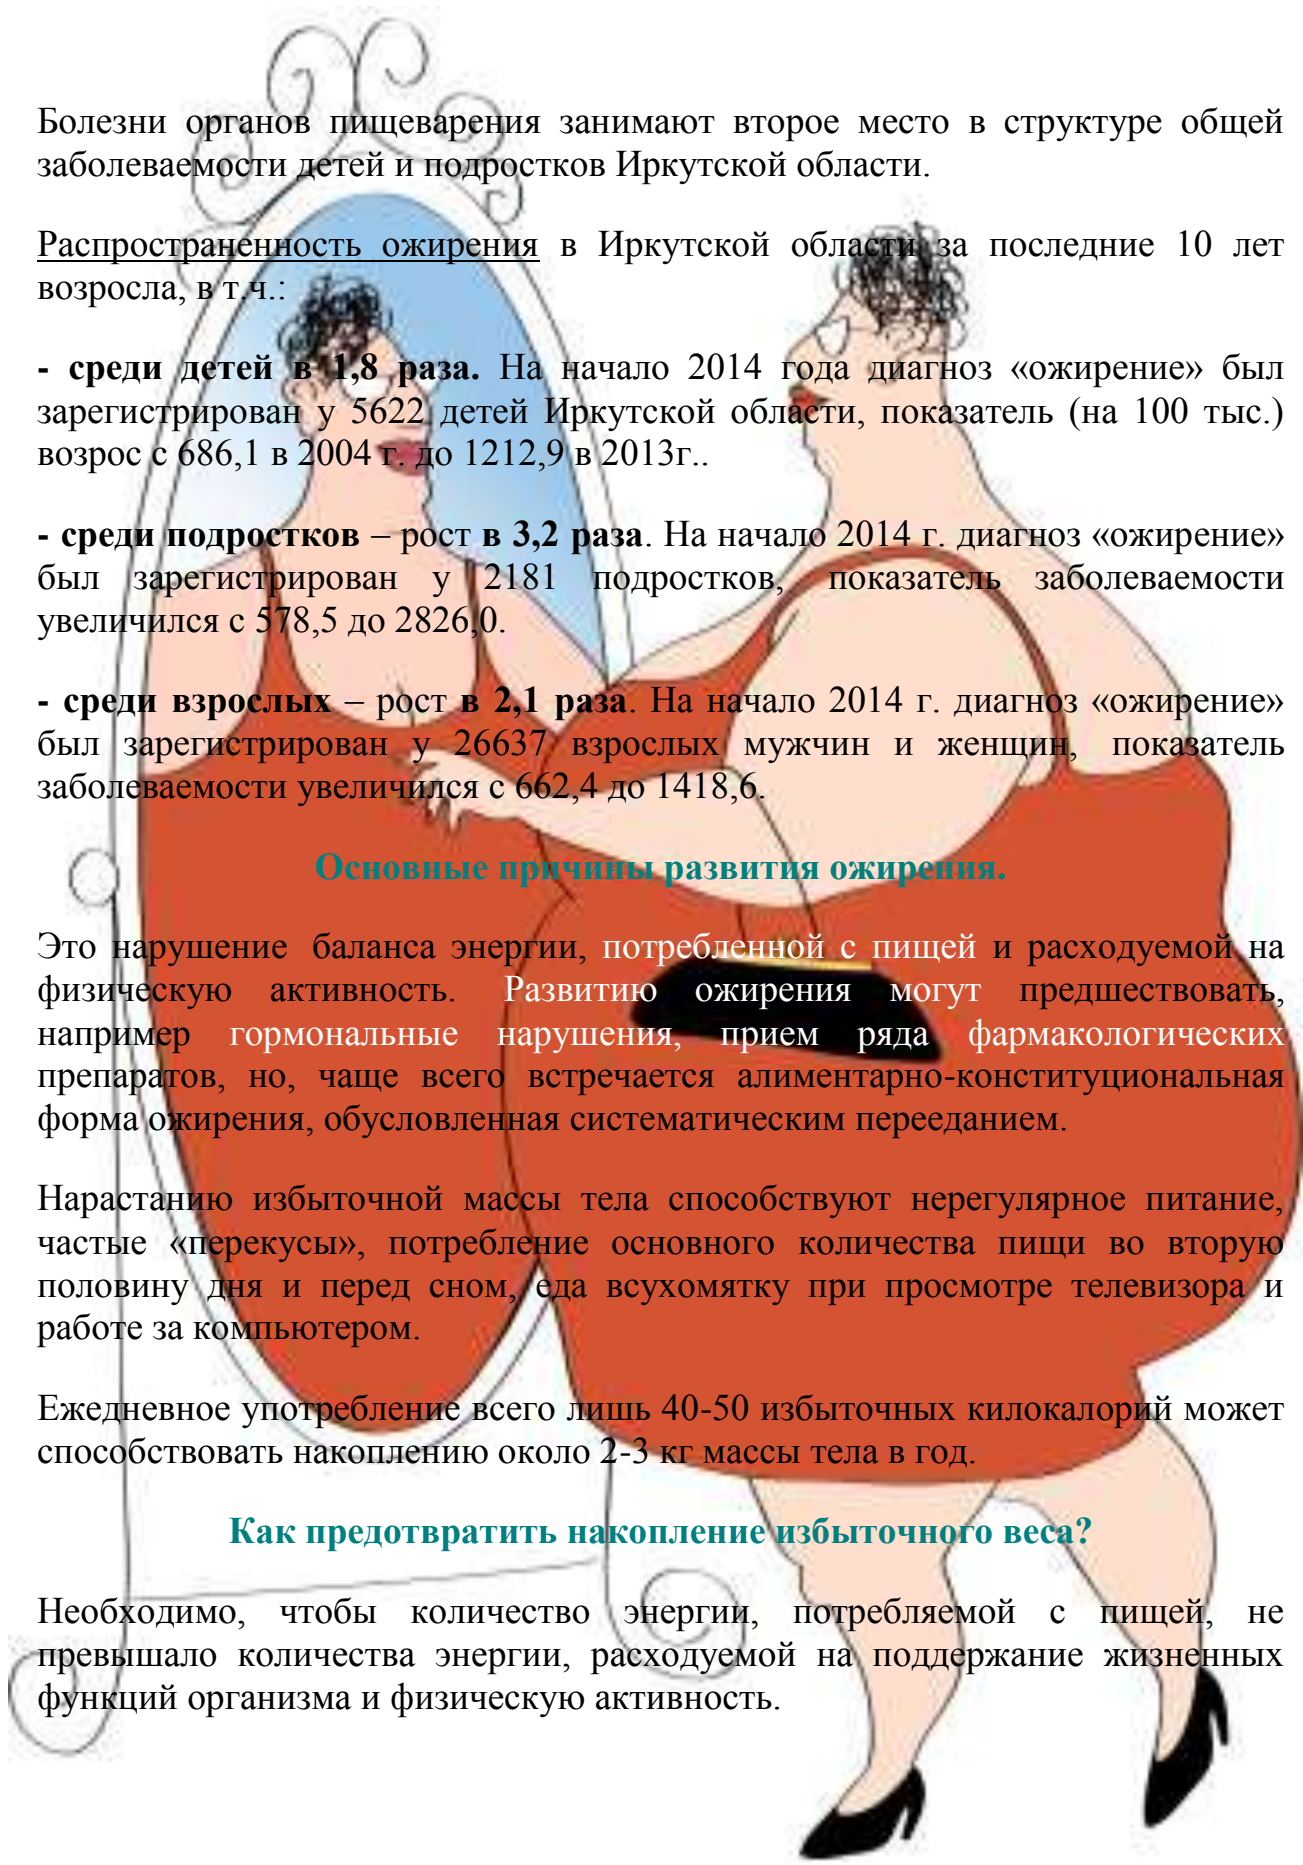 Болезни органов пищеварения занимают второе место в структуре общей
заболеваемости детей и подростков Иркутской области.
Распространенность ожирения в Иркутской области за последние 10 лет
возросла, в т.ч.:
- среди детей в 1,8 раза. На начало 2014 года диагноз «ожирение» был
зарегистрирован у 5622 детей Иркутской области, показатель (на 100 тыс.)
возрос с 686,1 в 2004 г. до 1212,9 в 2013г..
- среди подростков – рост в 3,2 раза. На начало 2014 г. диагноз «ожирение»
был зарегистрирован у 2181 подростков, показатель заболеваемости
увеличился с 578,5 до 2826,0.
- среди взрослых – рост в 2,1 раза. На начало 2014 г. диагноз «ожирение»
был зарегистрирован у 26637 взрослых мужчин и женщин, показатель
заболеваемости увеличился с 662,4 до 1418,6.
Основные причины развития ожирения.
Это нарушение баланса энергии, потребленной с пищей и расходуемой на
физическую активность. Развитию ожирения могут предшествовать,
например гормональные нарушения, прием ряда фармакологических
препаратов, но, чаще всего встречается алиментарно-конституциональная
форма ожирения, обусловленная систематическим перееданием.
Нарастанию избыточной массы тела способствуют нерегулярное питание,
частые «перекусы», потребление основного количества пищи во вторую
половину дня и перед сном, еда всухомятку при просмотре телевизора и
работе за компьютером.
Ежедневное употребление всего лишь 40-50 избыточных килокалорий может
способствовать накоплению около 2-3 кг массы тела в год.
Как предотвратить накопление избыточного веса?
Необходимо, чтобы количество энергии, потребляемой с пищей, не
превышало количества энергии, расходуемой на поддержание жизненных
функций организма и физическую активность.